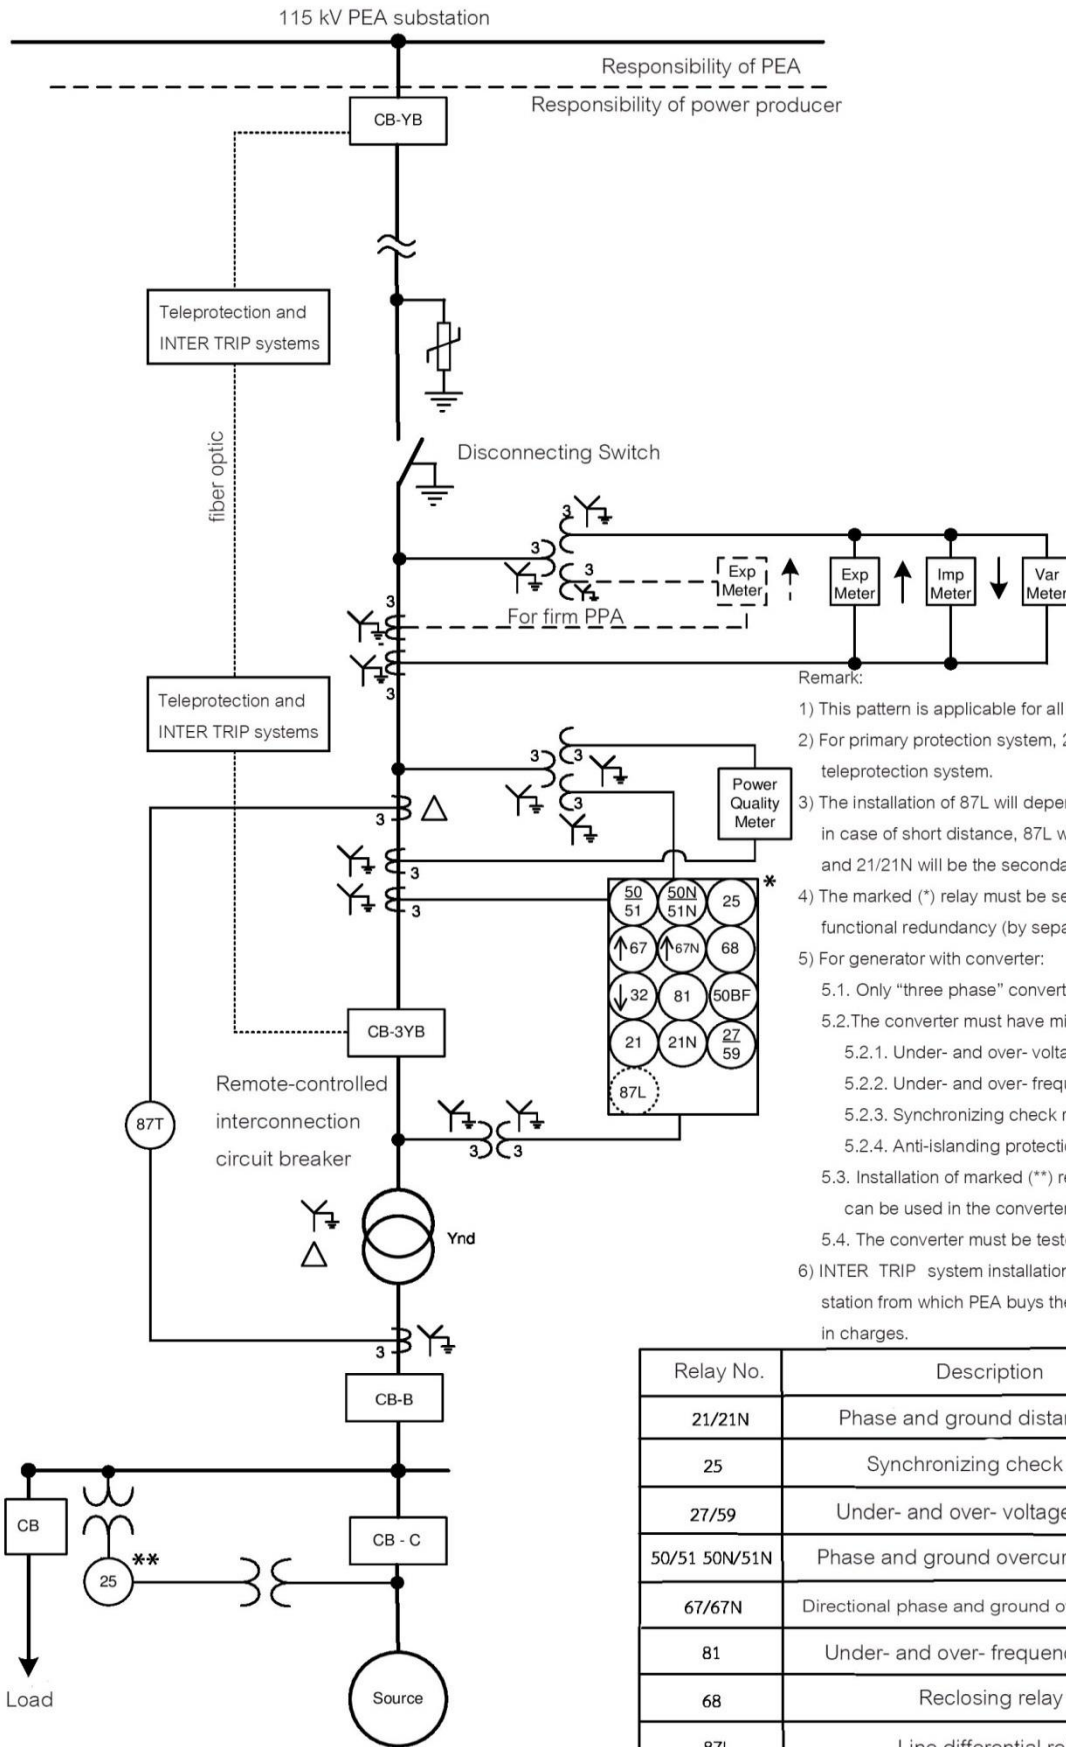 115 kV PEA substation
Responsibility of PEA
Responsibility of power producer
CB-YB
Teleprotection and
INTER TRIP systems
fiber optic
Disconnecting Switch
3
3
3
Exp
Meter
Exp
Meter
Imp
Meter
Var
Meter
3
For firm PPA
3
Teleprotection and
INTER TRIP systems
3
3
3
Power
Quality
Meter
3
3
3
*
50
51
50N
51N
25
67
67N
68
32
81
50BF
21
21N
27
59
87L
CB-3YB
Remote-controlled
interconnection
circuit breaker
87T
3
3
Ynd
3
CB-B
CB
CB - C
25
**
Load
Source
Remark:
1) This pattern is applicable for all
2) For primary protection system, 2
teleprotection system.
3) The installation of 87L will deper
in case of short distance, 87L w
and 21/21N will be the seconda
4) The marked (*) relay must be se
functional redundancy (by sepa
5) For generator with converter:
5.1. Only “three phase” convert
5.2.The converter must have mi
5.2.1. Under- and over- volta
5.2.2. Under- and over- frequ
5.2.3. Synchronizing check r
5.2.4. Anti-islanding protecti
5.3. Installation of marked (**) re
can be used in the converter
5.4. The converter must be test
6) INTER TRIP system installation
station from which PEA buys the
in charges.
Relay No. Description
21/21N Phase and ground distar
25 Synchronizing check
27/59 Under- and over- voltage
50/51 50N/51N Phase and ground overcur
67/67N Directional phase and ground o
81 Under- and over- frequenc
68 Reclosing relay
87L Line differential re